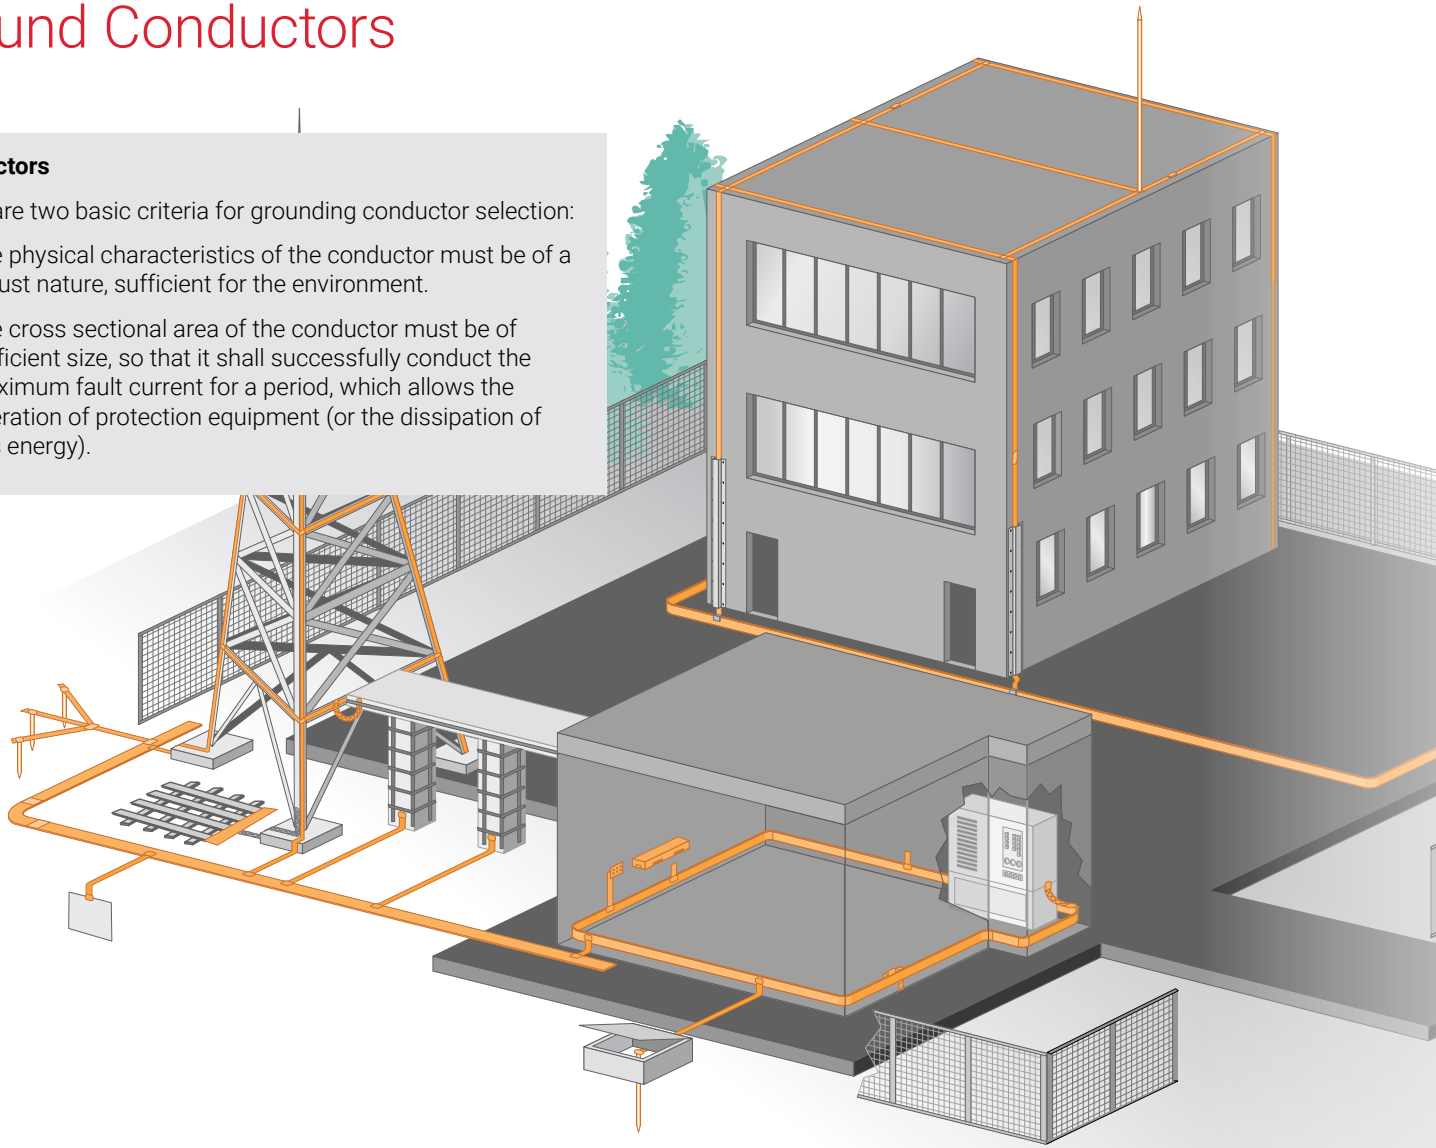 und Conductors
ctors
are two basic criteria for grounding conductor selection:
e physical characteristics of the conductor must be of a
ust nature, sufficient for the environment.
e cross sectional area of the conductor must be of
ficient size, so that it shall successfully conduct the
ximum fault current for a period, which allows the
eration of protection equipment (or the dissipation of
s energy).